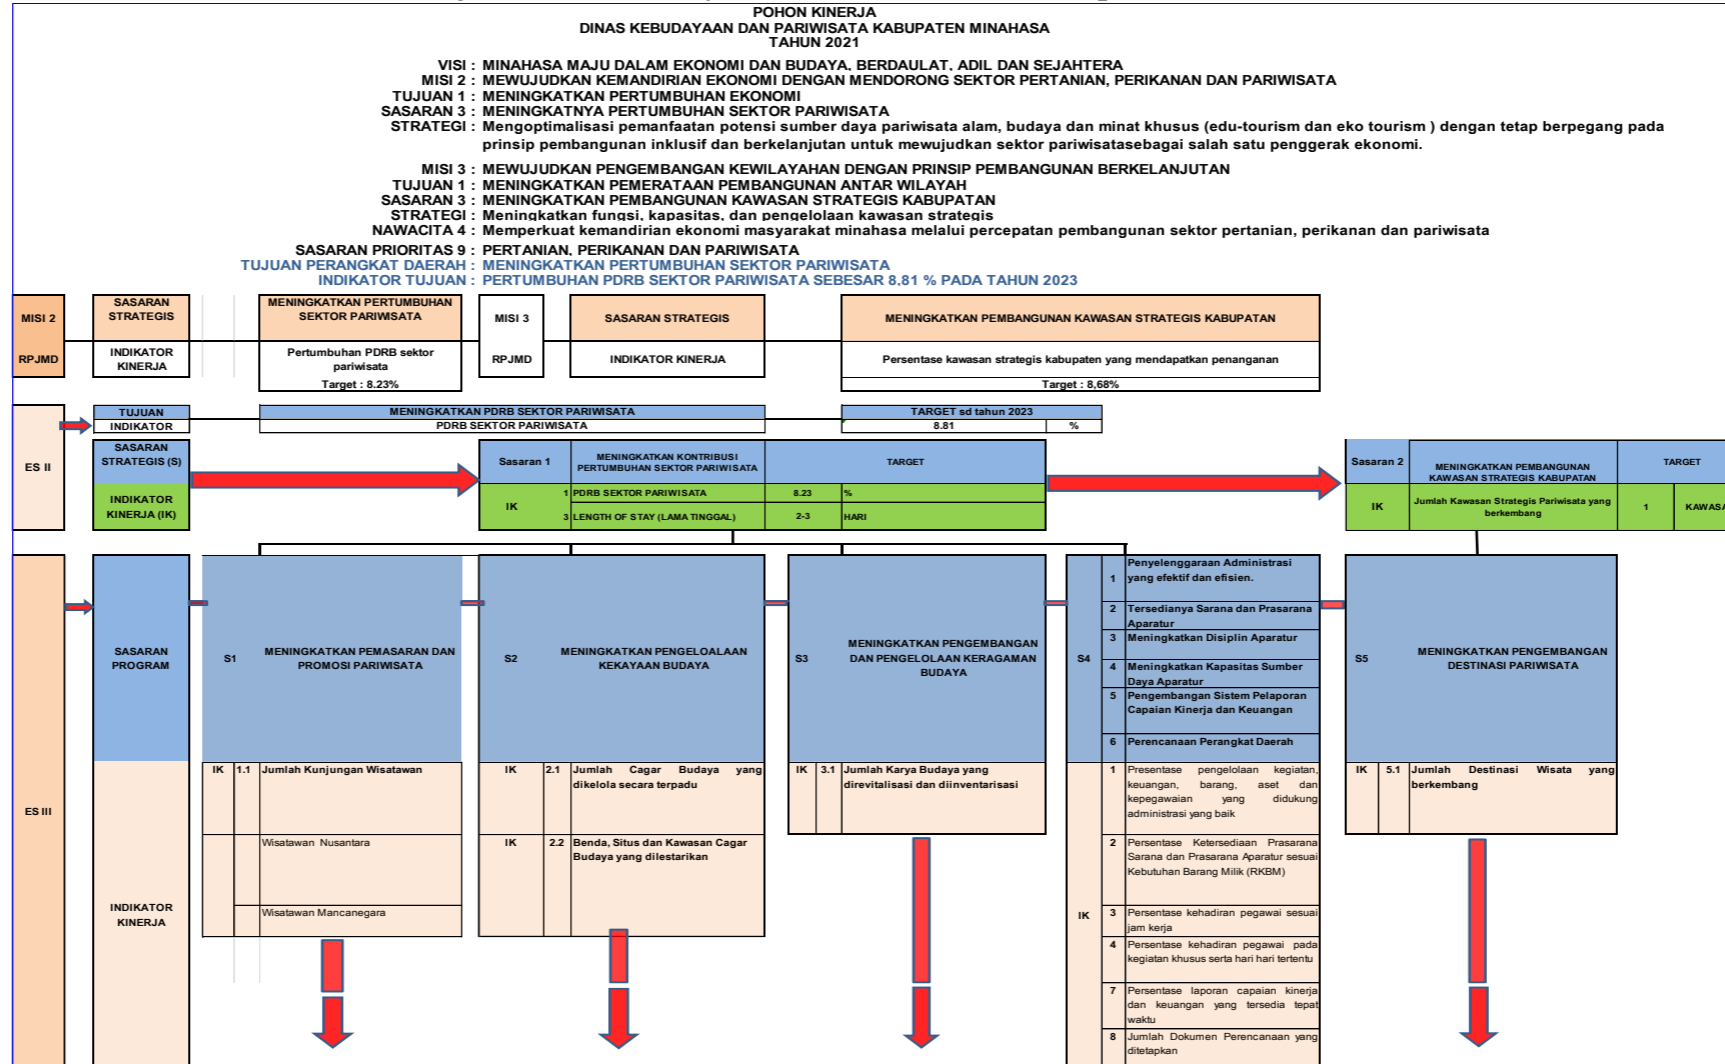 POHON KINERJA
DINAS KEBUDAYAAN DAN PARIWISATA KABUPATEN MINAHASA
TAHUN 2021
VISI : MINAHASA MAJU DALAM EKONOMI DAN BUDAYA, BERDAULAT, ADIL DAN SEJAHTERA
MISI 2 : MEWUJUDKAN KEMANDIRIAN EKONOMI DENGAN MENDORONG SEKTOR PERTANIAN, PERIKANAN DAN PARIWISATA
TUJUAN 1 : MENINGKATKAN PERTUMBUHAN EKONOMI
SASARAN 3 : MENINGKATNYA PERTUMBUHAN SEKTOR PARIWISATA
STRATEGI : Mengoptimalisasi pemanfaatan potensi sumber daya pariwisata alam, budaya dan minat khusus (edu-tourism dan eko tourism ) dengan tetap berpegang pada
prinsip pembangunan inklusif dan berkelanjutan untuk mewujudkan sektor pariwisatasebagai salah satu penggerak ekonomi.
MISI 3 : MEWUJUDKAN PENGEMBANGAN KEWILAYAHAN DENGAN PRINSIP PEMBANGUNAN BERKELANJUTAN
TUJUAN 1 : MENINGKATKAN PEMERATAAN PEMBANGUNAN ANTAR WILAYAH
SASARAN 3 : MENINGKATKAN PEMBANGUNAN KAWASAN STRATEGIS KABUPATAN
STRATEGI : Meningkatkan fungsi, kapasitas, dan pengelolaan kawasan strategis
NAWACITA 4 : Memperkuat kemandirian ekonomi masyarakat minahasa melalui percepatan pembangunan sektor pertanian, perikanan dan pariwisata
SASARAN PRIORITAS 9 : PERTANIAN, PERIKANAN DAN PARIWISATA
TUJUAN PERANGKAT DAERAH : MENINGKATKAN PERTUMBUHAN SEKTOR PARIWISATA
INDIKATOR TUJUAN : PERTUMBUHAN PDRB SEKTOR PARIWISATA SEBESAR 8,81 % PADA TAHUN 2023
MISI 2
RPJMD
SASARAN
STRATEGIS
INDIKATOR
KINERJA
MENINGKATKAN PERTUMBUHAN
SEKTOR PARIWISATA
Pertumbuhan PDRB sektor
pariwisata
Target : 8.23%
MISI 3
RPJMD
SASARAN STRATEGIS
INDIKATOR KINERJA
MENINGKATKAN PEMBANGUNAN KAWASAN STRATEGIS KABUPATAN
Persentase kawasan strategis kabupaten yang mendapatkan penanganan
Target : 8,68%
ES II
TUJUAN
MENINGKATKAN PDRB SEKTOR PARIWISATA
TARGET sd tahun 2023
INDIKATOR
PDRB SEKTOR PARIWISATA
8.81
%
SASARAN
STRATEGIS (S)
INDIKATOR
KINERJA (IK)
Sasaran 1
MENINGKATKAN KONTRIBUSI
PERTUMBUHAN SEKTOR PARIWISATA
TARGET
IK
1 PDRB SEKTOR PARIWISATA 8.23 %
3 LENGTH OF STAY (LAMA TINGGAL) 2-3 HARI
Sasaran 2
MENINGKATKAN PEMBANGUNAN
KAWASAN STRATEGIS KABUPATAN
TARGET
IK
Jumlah Kawasan Strategis Pariwisata yang
berkembang
1
KAWASA
ES III
SASARAN
PROGRAM
S1
MENINGKATKAN PEMASARAN DAN
PROMOSI PARIWISATA
S2
MENINGKATKAN PENGELOALAAN
KEKAYAAN BUDAYA
S3
MENINGKATKAN PENGEMBANGAN
DAN PENGELOLAAN KERAGAMAN
BUDAYA
S4
1 Penyelenggaraan Administrasi
yang efektif dan efisien.
2 Tersedianya Sarana dan Prasarana
Aparatur
3 Meningkatkan Disiplin Aparatur
4 Meningkatkan Kapasitas Sumber
Daya Aparatur
5 Pengembangan Sistem Pelaporan
Capaian Kinerja dan Keuangan
6 Perencanaan Perangkat Daerah
S5
MENINGKATKAN PENGEMBANGAN
DESTINASI PARIWISATA
INDIKATOR
KINERJA
IK 1.1 Jumlah Kunjungan Wisatawan
Wisatawan Nusantara
Wisatawan Mancanegara
IK 2.1 Jumlah Cagar Budaya yang
dikelola secara terpadu
IK 2.2 Benda, Situs dan Kawasan Cagar
Budaya yang dilestarikan
IK 3.1 Jumlah Karya Budaya yang
direvitalisasi dan diinventarisasi
IK
1 Presentase pengelolaan kegiatan,
keuangan, barang, aset dan
kepegawaian yang didukung
administrasi yang baik
2 Persentase Ketersediaan Prasarana
Sarana dan Prasarana Aparatur sesuai
Kebutuhan Barang Milik (RKBM)
3 Persentase kehadiran pegawai sesuai
jam kerja
4 Persentase kehadiran pegawai pada
kegiatan khusus serta hari hari tertentu
7 Persentase laporan capaian kinerja
dan keuangan yang tersedia tepat
waktu
8 Jumlah Dokumen Perencanaan yang
ditetapkan
IK 5.1 Jumlah Destinasi Wisata yang
berkembang